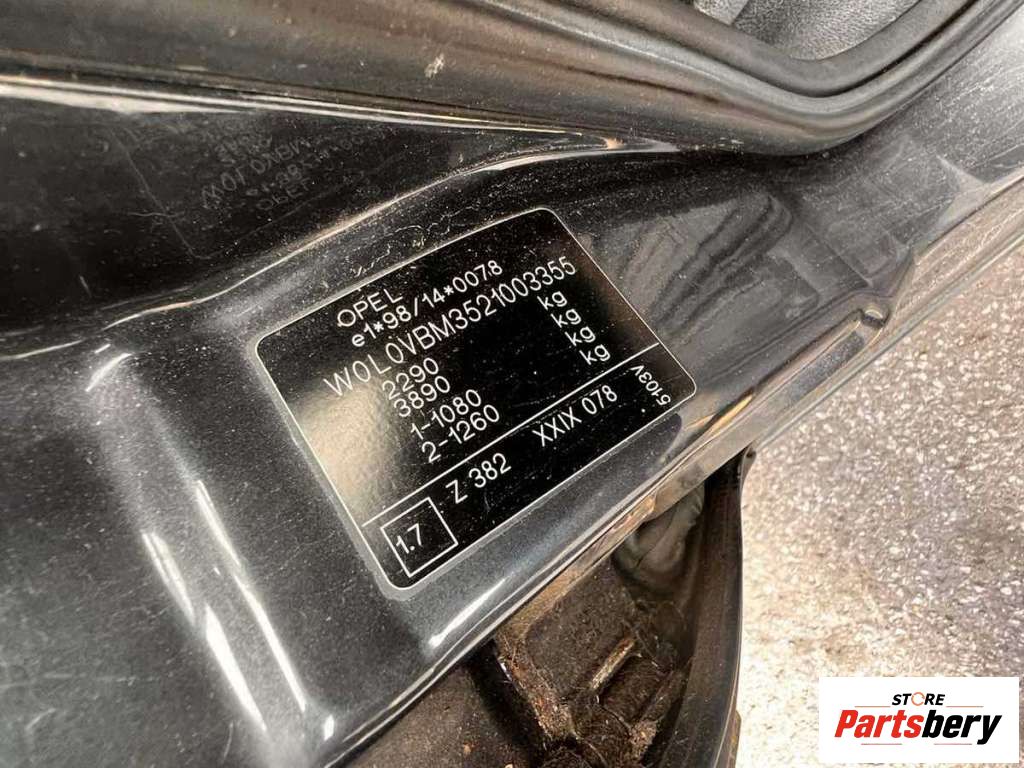 OPEL
e1*98/14*0078
W0L0VBM3521003355
2290 kg
3890 kg
1-1080 kg
2-1260
1.7 Z 382 XXIX 078
5103V
STORE
Partsbery